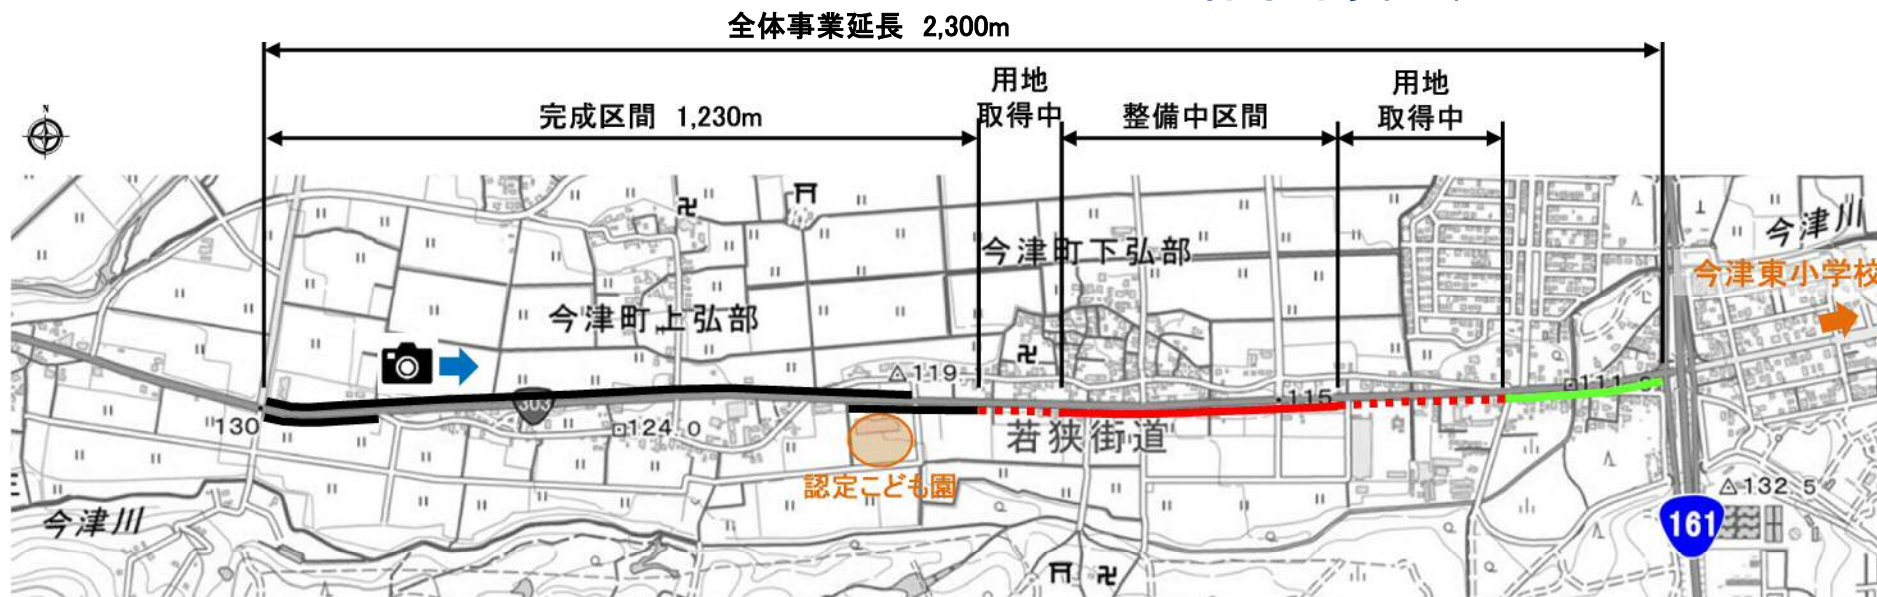 全体事業延長 2,300m
用地
取得中
用地
取得中
完成区間 1,230m
整備中区間
N
今津川
今津町下弘部
今津東小学校
今津町上弘部
119
303
115
111
130
124.0
若狭街道
認定こども園
132.5
今津川
161